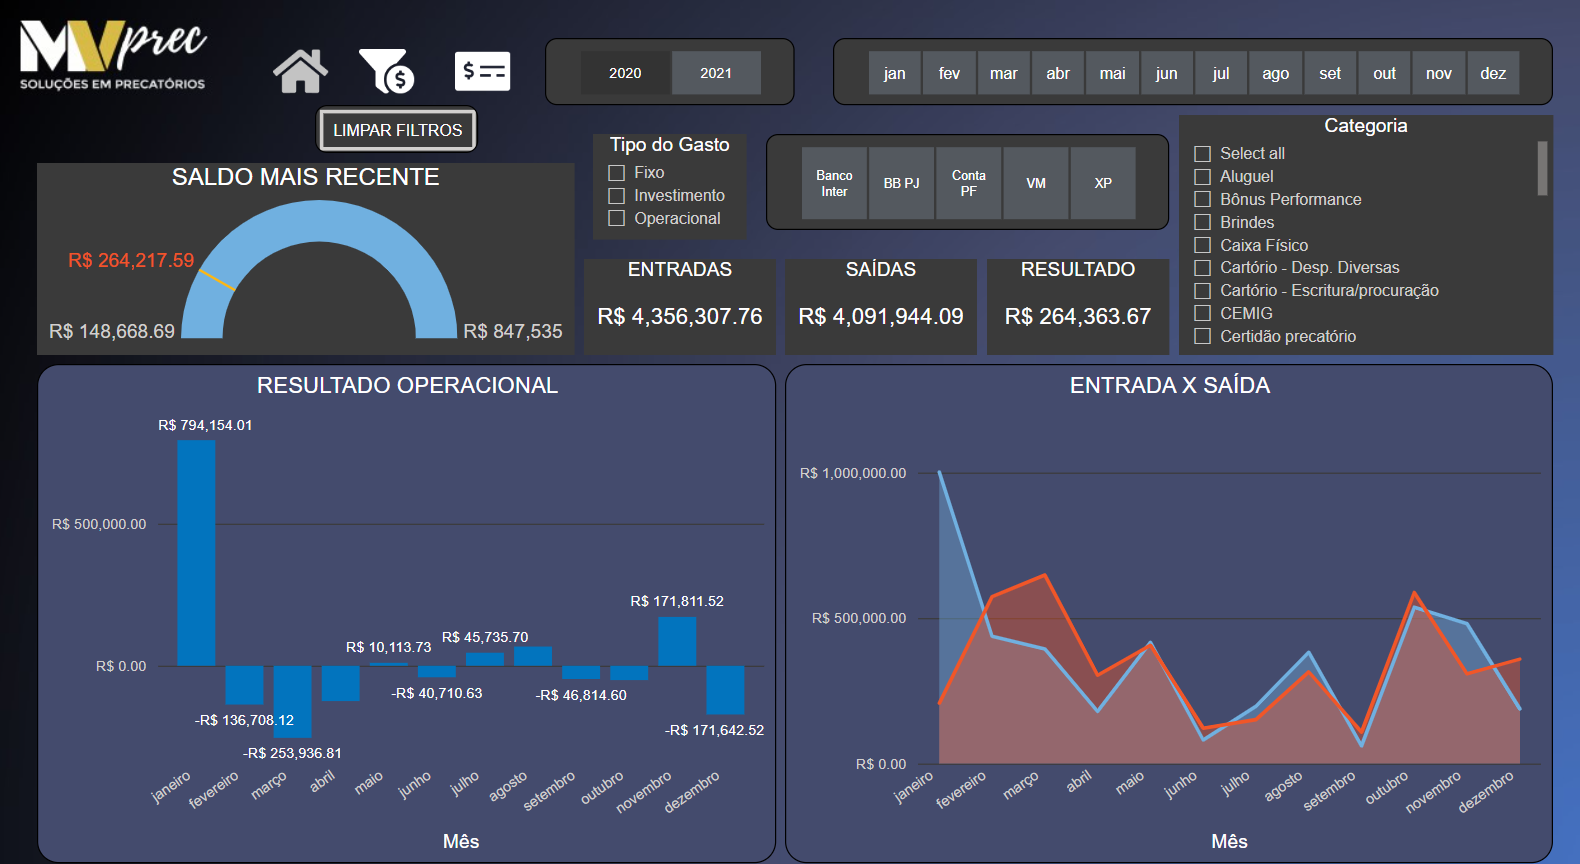 MVprec
SOLUÇÕES EM PRECATÓRIOS
$
$
2020
2021
jan
fev
mar
abr
mai
jun
jul
ago
set
out
nov
dez
LIMPAR FILTROS
Tipo do Gasto
Fixo
Investimento
Operacional
Banco
Inter
BB PJ
Conta
PF
VM
XP
Categoria
Select all
Aluguel
Bônus Performance
Brindes
Caixa Físico
Cartório - Desp. Diversas
Cartório - Escritura/procuração
CEMIG
Certidão precatório
SALDO MAIS RECENTE
R$ 264,217.59
R$ 148,668.69
R$ 847,535
ENTRADAS
R$ 4,356,307.76
SAÍDAS
R$ 4,091,944.09
RESULTADO
R$ 264,363.67
RESULTADO OPERACIONAL
R$ 794,154.01
R$ 500,000.00
R$ 171,811.52
R$ 45,735.70
R$ 10,113.73
R$ 0.00
-R$ 40,710.63
-R$ 46,814.60
-R$ 136,708.12
-R$ 171,642.52
-R$ 253,936.81
janeiro
fevereiro
março
abril
maio
junho
julho
agosto
setembro
outubro
novembro
dezembro
Mês
ENTRADA X SAÍDA
R$ 1,000,000.00
R$ 500,000.00
R$ 0.00
janeiro
fevereiro
março
abril
maio
junho
julho
agosto
setembro
outubro
novembro
dezembro
Mês